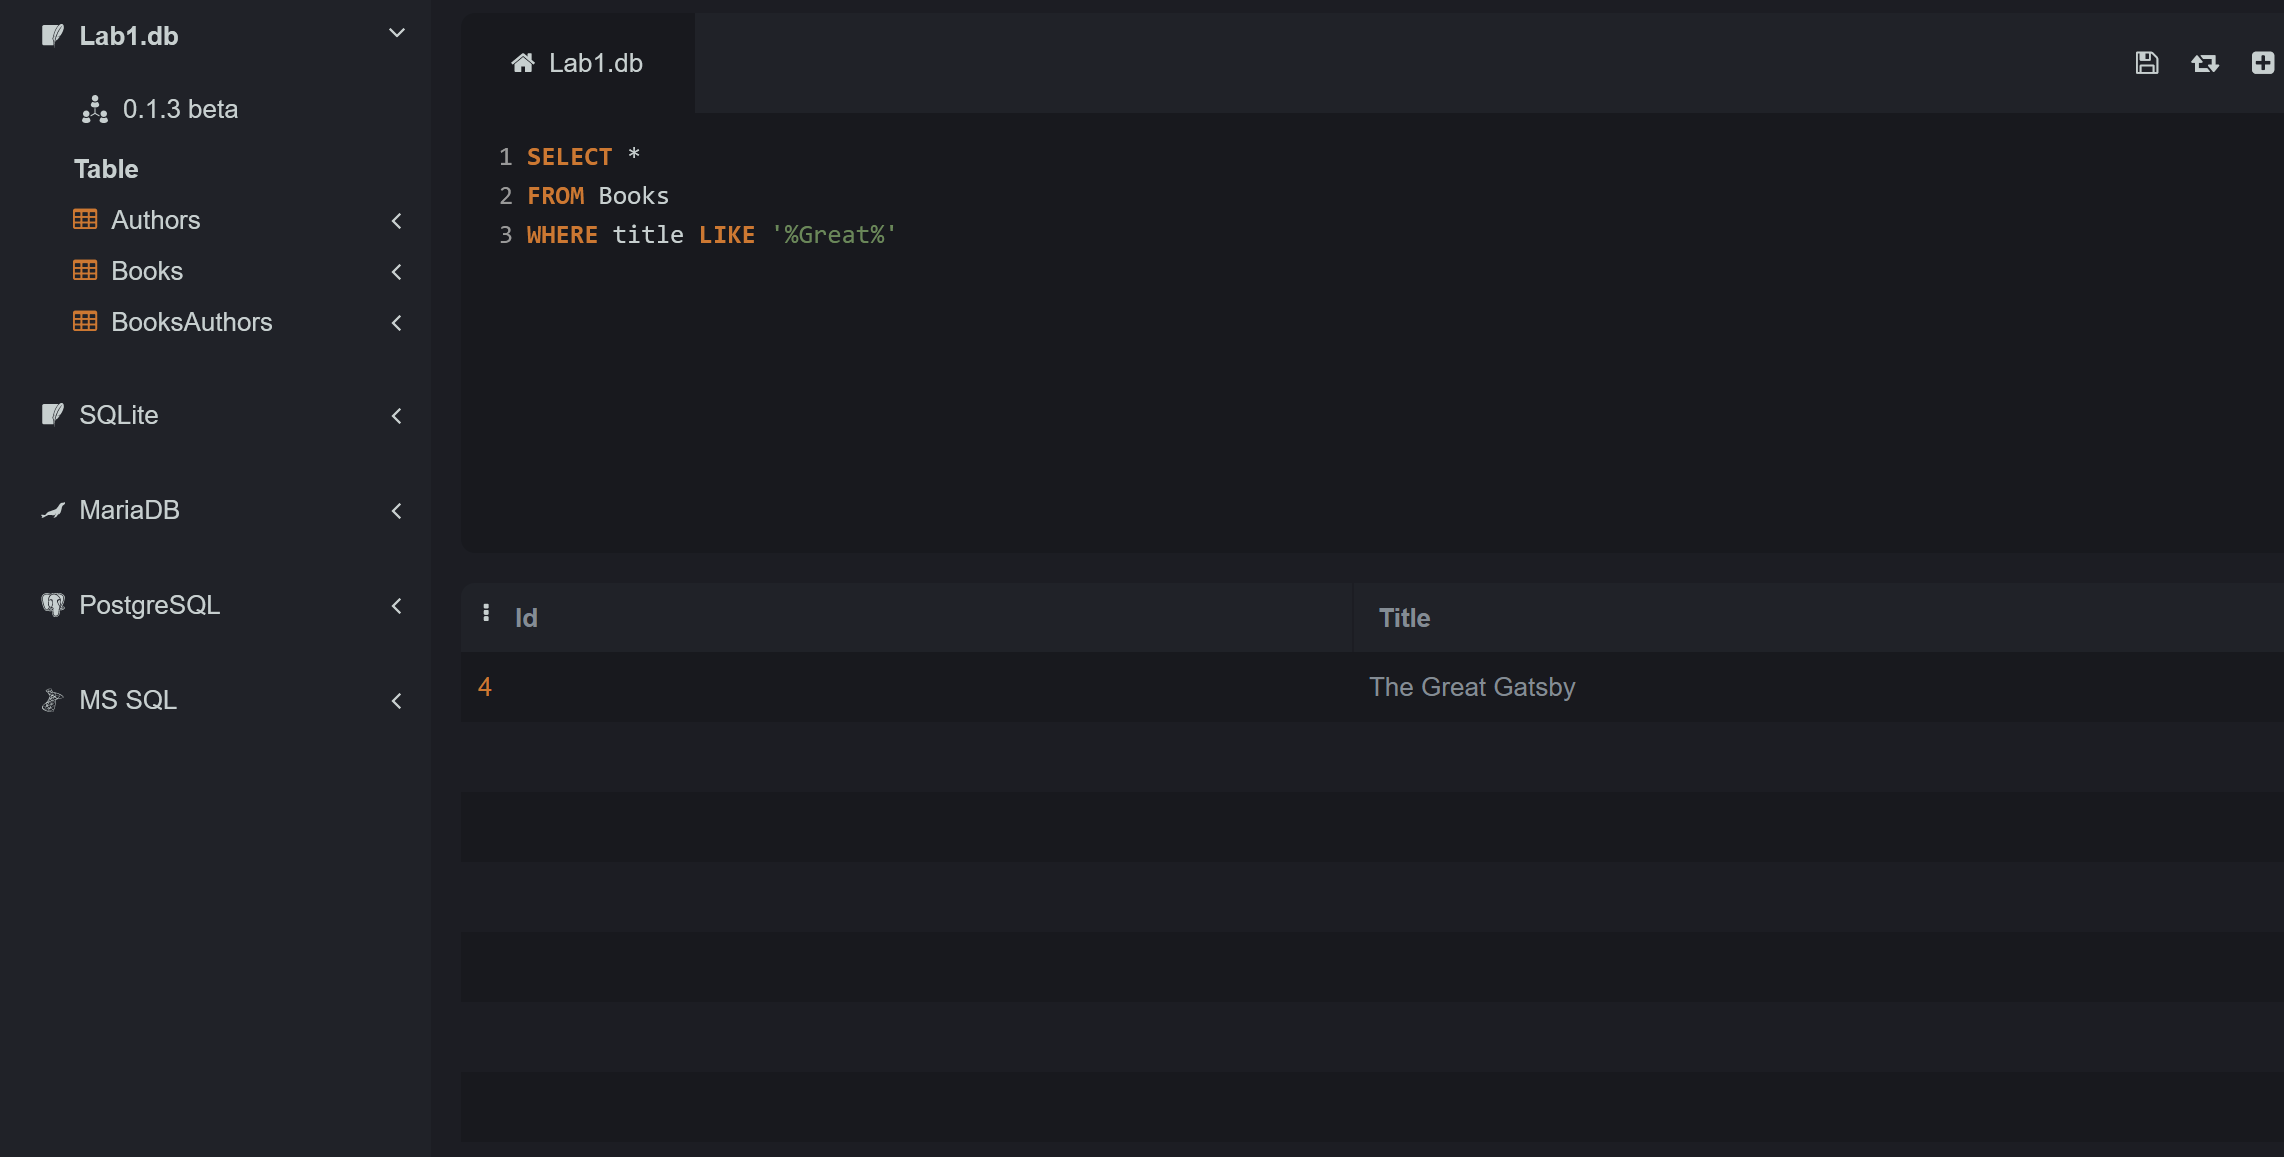 Lab1.db
0.1.3 beta
Table
Authors
Books
BooksAuthors
SQLite
MariaDB
PostgreSQL
MS SQL
Lab1.db
1 SELECT *
2 FROM Books
3 WHERE title LIKE '%Great%'
Id Title
4 The Great Gatsby